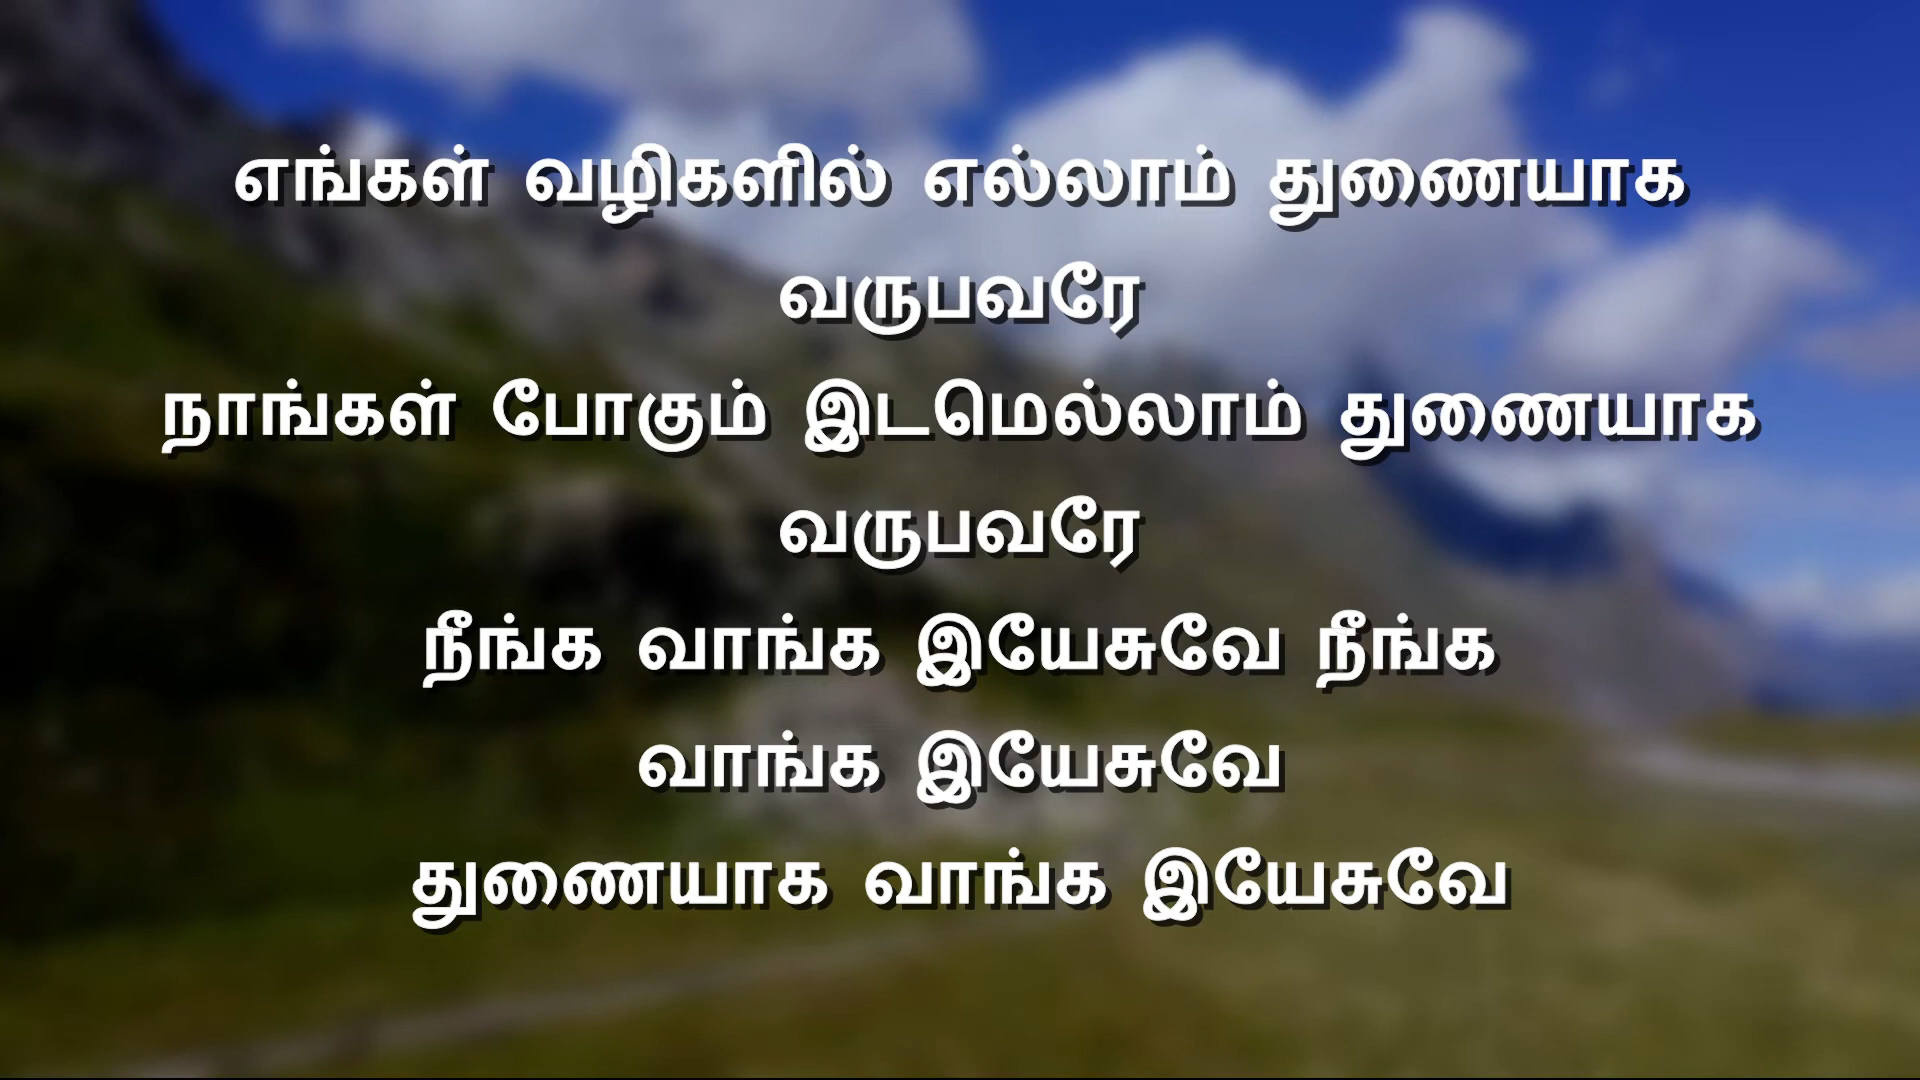 எங்கள் வழிகளில் எல்லாம் துணையாக
வருபவரே
நாங்கள் போகும் இடமெல்லாம் துணையாக
வருபவரே
நீங்க வாங்க இயேசுவே நீங்க
வாங்க இயேசுவே
துணையாக வாங்க இயேசுவே